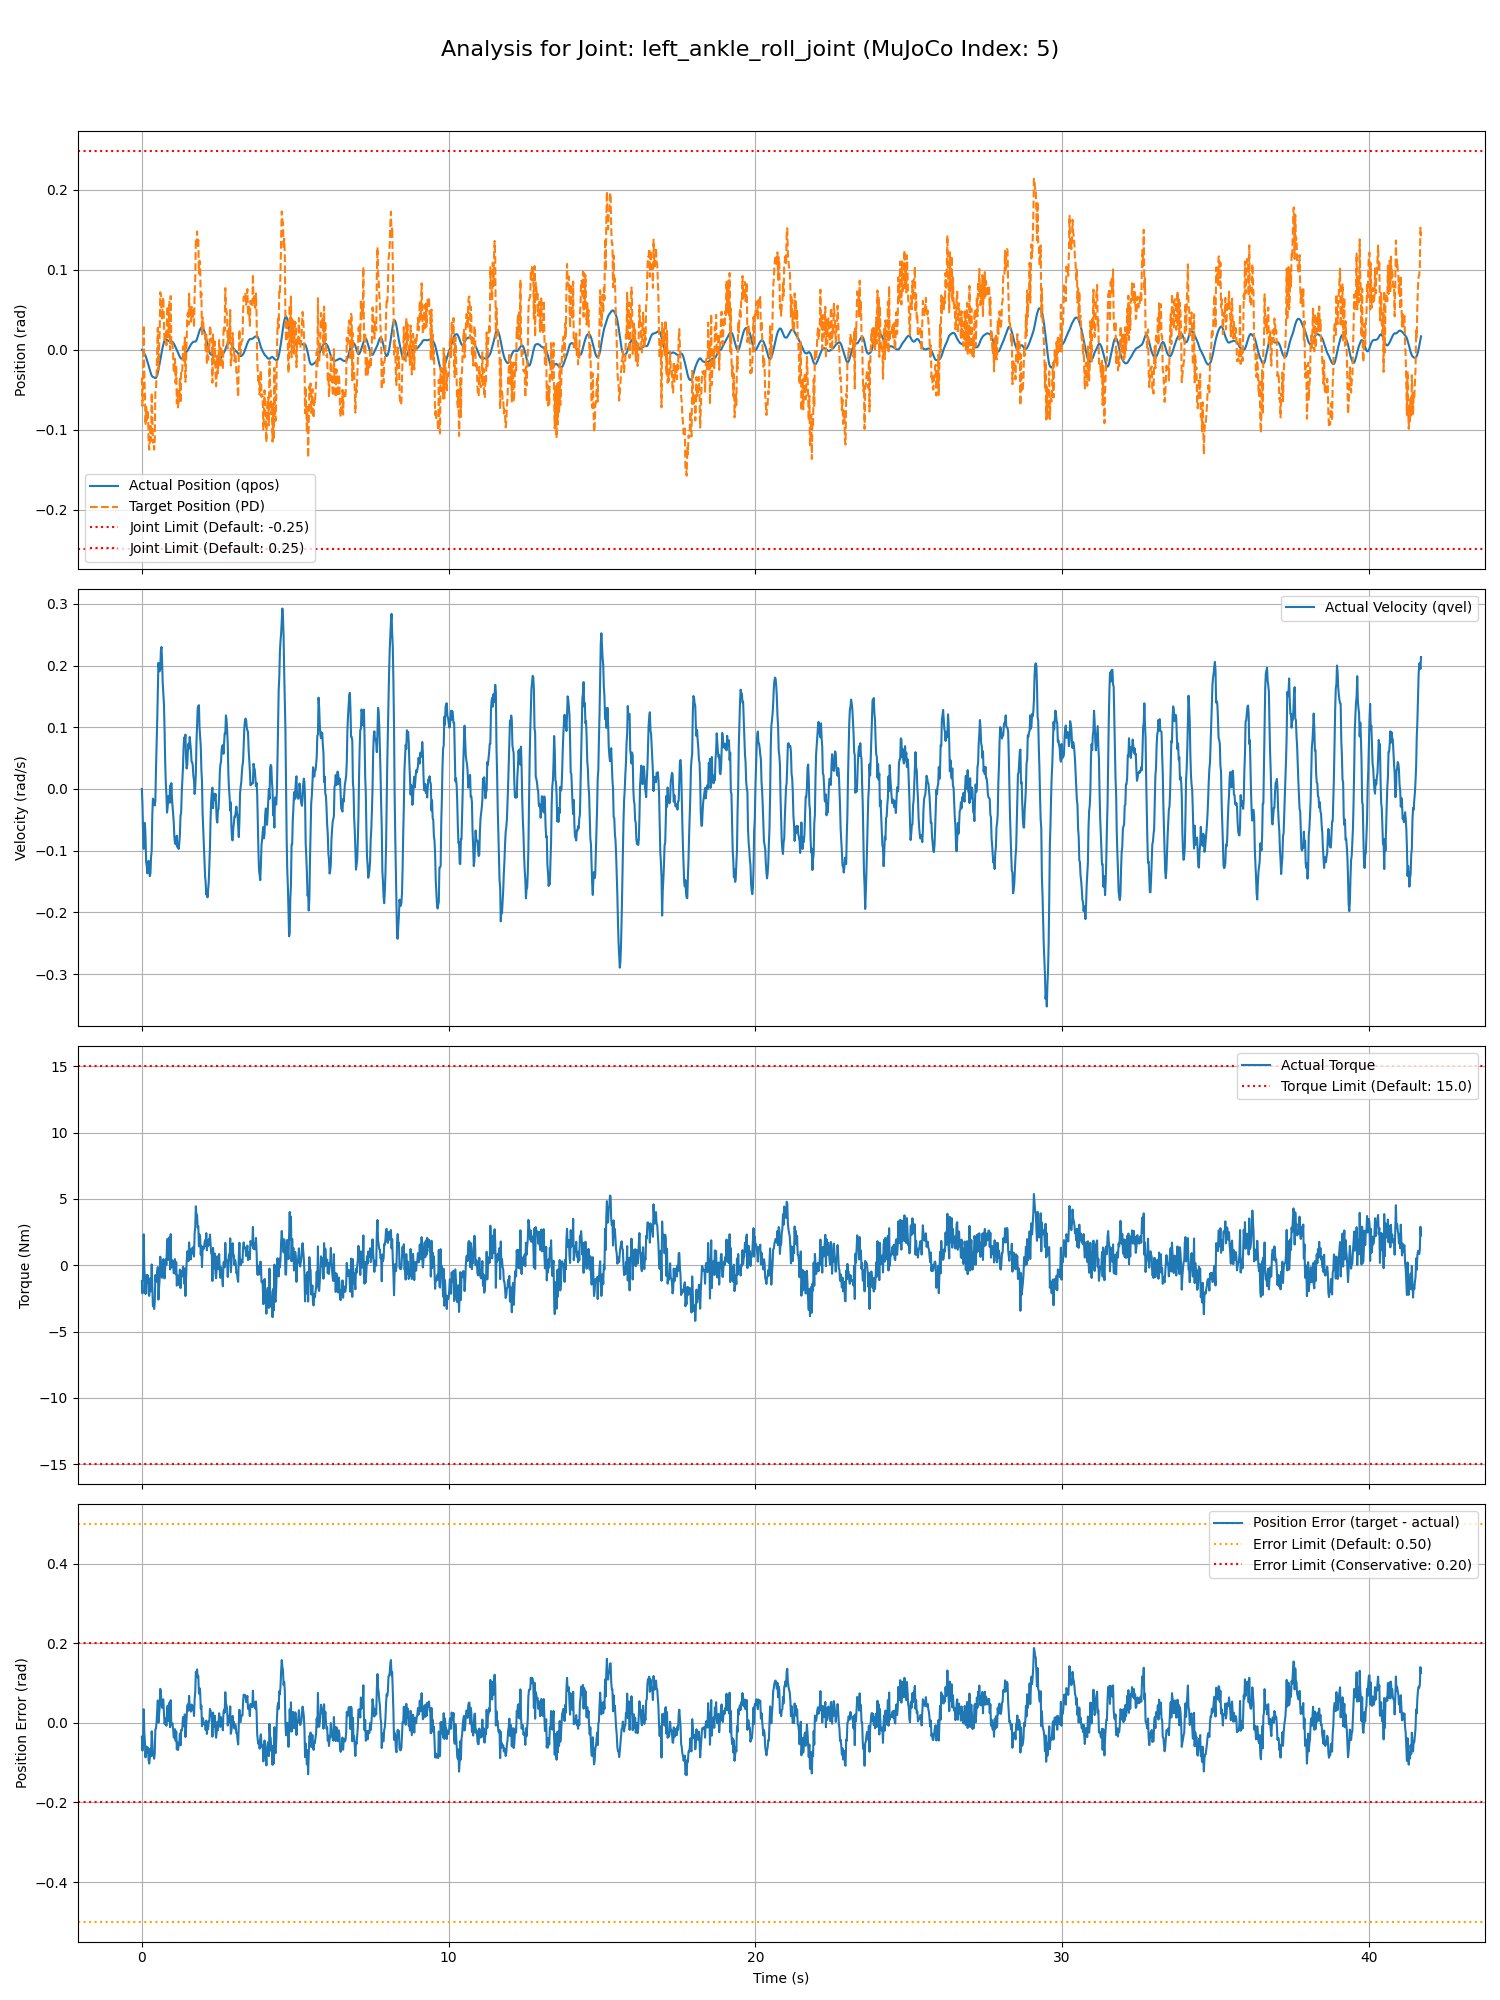 Analysis for Joint: left_ankle_roll_joint (MuJoCo Index: 5)
Position (rad)
0.2
0.1
0.0
−0.1
−0.2
Actual Position (qpos)
Target Position (PD)
Joint Limit (Default: -0.25)
Joint Limit (Default: 0.25)
Velocity (rad/s)
0.3
0.2
0.1
0.0
−0.1
−0.2
−0.3
Actual Velocity (qvel)
Torque (Nm)
15
10
5
0
−5
−10
−15
Actual Torque
Torque Limit (Default: 15.0)
Position Error (rad)
0.4
0.2
0.0
−0.2
−0.4
Position Error (target - actual)
Error Limit (Default: 0.50)
Error Limit (Conservative: 0.20)
0 10 20 30 40
Time (s)